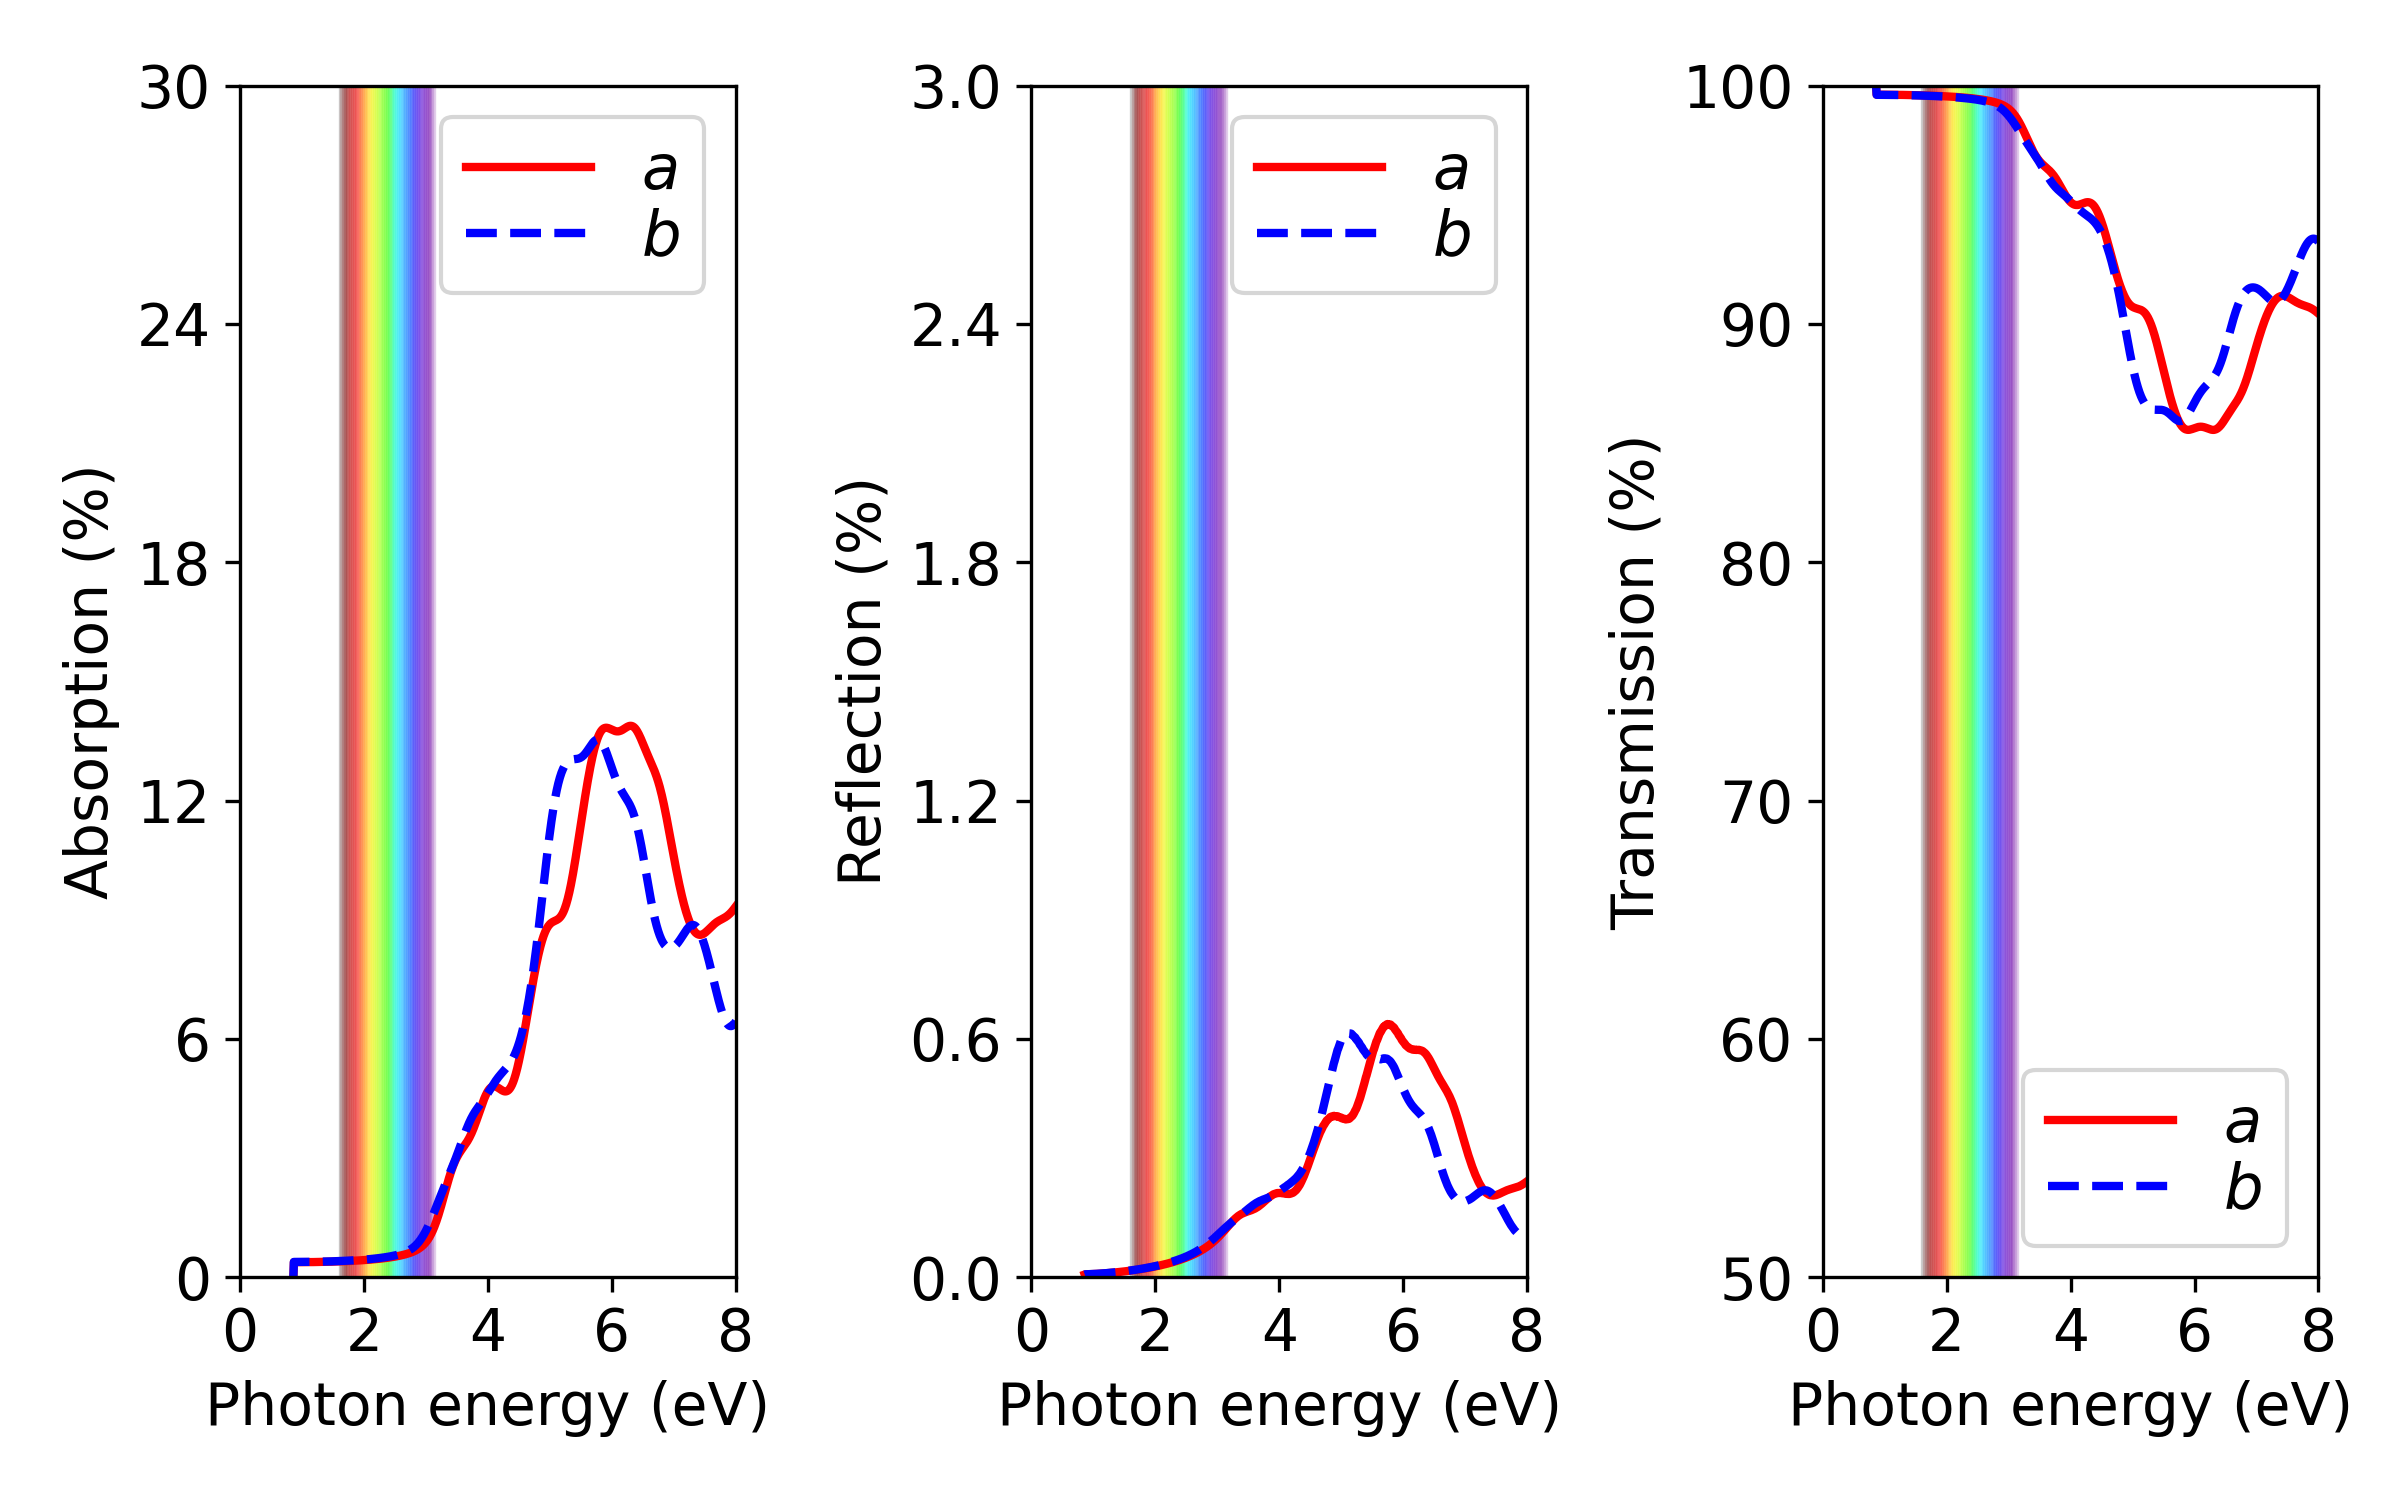 Absorption (%)
30
24
18
12
6
0
0 2 4 6 8
Photon energy (eV)
a
b
Reflection (%)
3.0
2.4
1.8
1.2
0.6
0.0
0 2 4 6 8
Photon energy (eV)
a
b
Transmission (%)
100
90
80
70
60
50
0 2 4 6 8
Photon energy (eV)
a
b